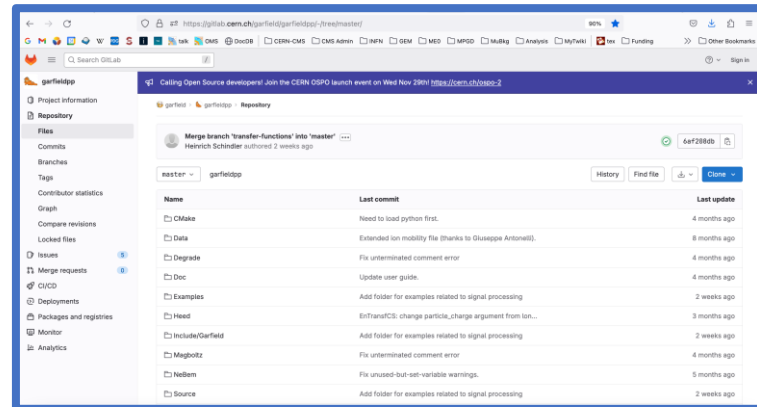 https://gitlab.cern.ch/garfield/garfieldpp/-/tree/master/
90%
talk
DMS
DocDB
CERN-CMS
CMS Admin
INFN
GEM
MED
MPGD
MuBkg
Analysis
MyTwiki
tex
Funding
Other Bookmarks
Search GitLab
Sign in
garfieldpp
Calling Open Source developers! Join the CERN OSPO launch event on Wed Nov 29th! https://cern.ch/ospo-2
Project information
garfield › garfieldpp › Repository
Repository
Files
Commits
Branches
Tags
Contributor statistics
Graph
Compare revisions
Locked files
Issues 5
Merge requests 0
CI/CD
Deployments
Packages and registries
Monitor
Analytics
Merge branch 'transfer-functions' into 'master'
Heinrich Schindler authored 2 weeks ago
6ef208db
master garfieldpp History Find file Clone
Name Last commit Last update
CMake Need to load python first. 4 months ago
Data Extended ion mobility file (thanks to Giuseppe Antonelli). 8 months ago
Degrade Fix unterminated comment error 4 months ago
Doc Update user guide. 4 months ago
Examples Add folder for examples related to signal processing 2 weeks ago
Heed EnTransfCS: change particle_charge argument from lon... 3 months ago
Include/Garfield Add folder for examples related to signal processing 2 weeks ago
Magboltz Fix unterminated comment error 4 months ago
NeBem Fix unused-but-set-variable warnings. 5 months ago
Source Add folder for examples related to signal processing 2 weeks ago